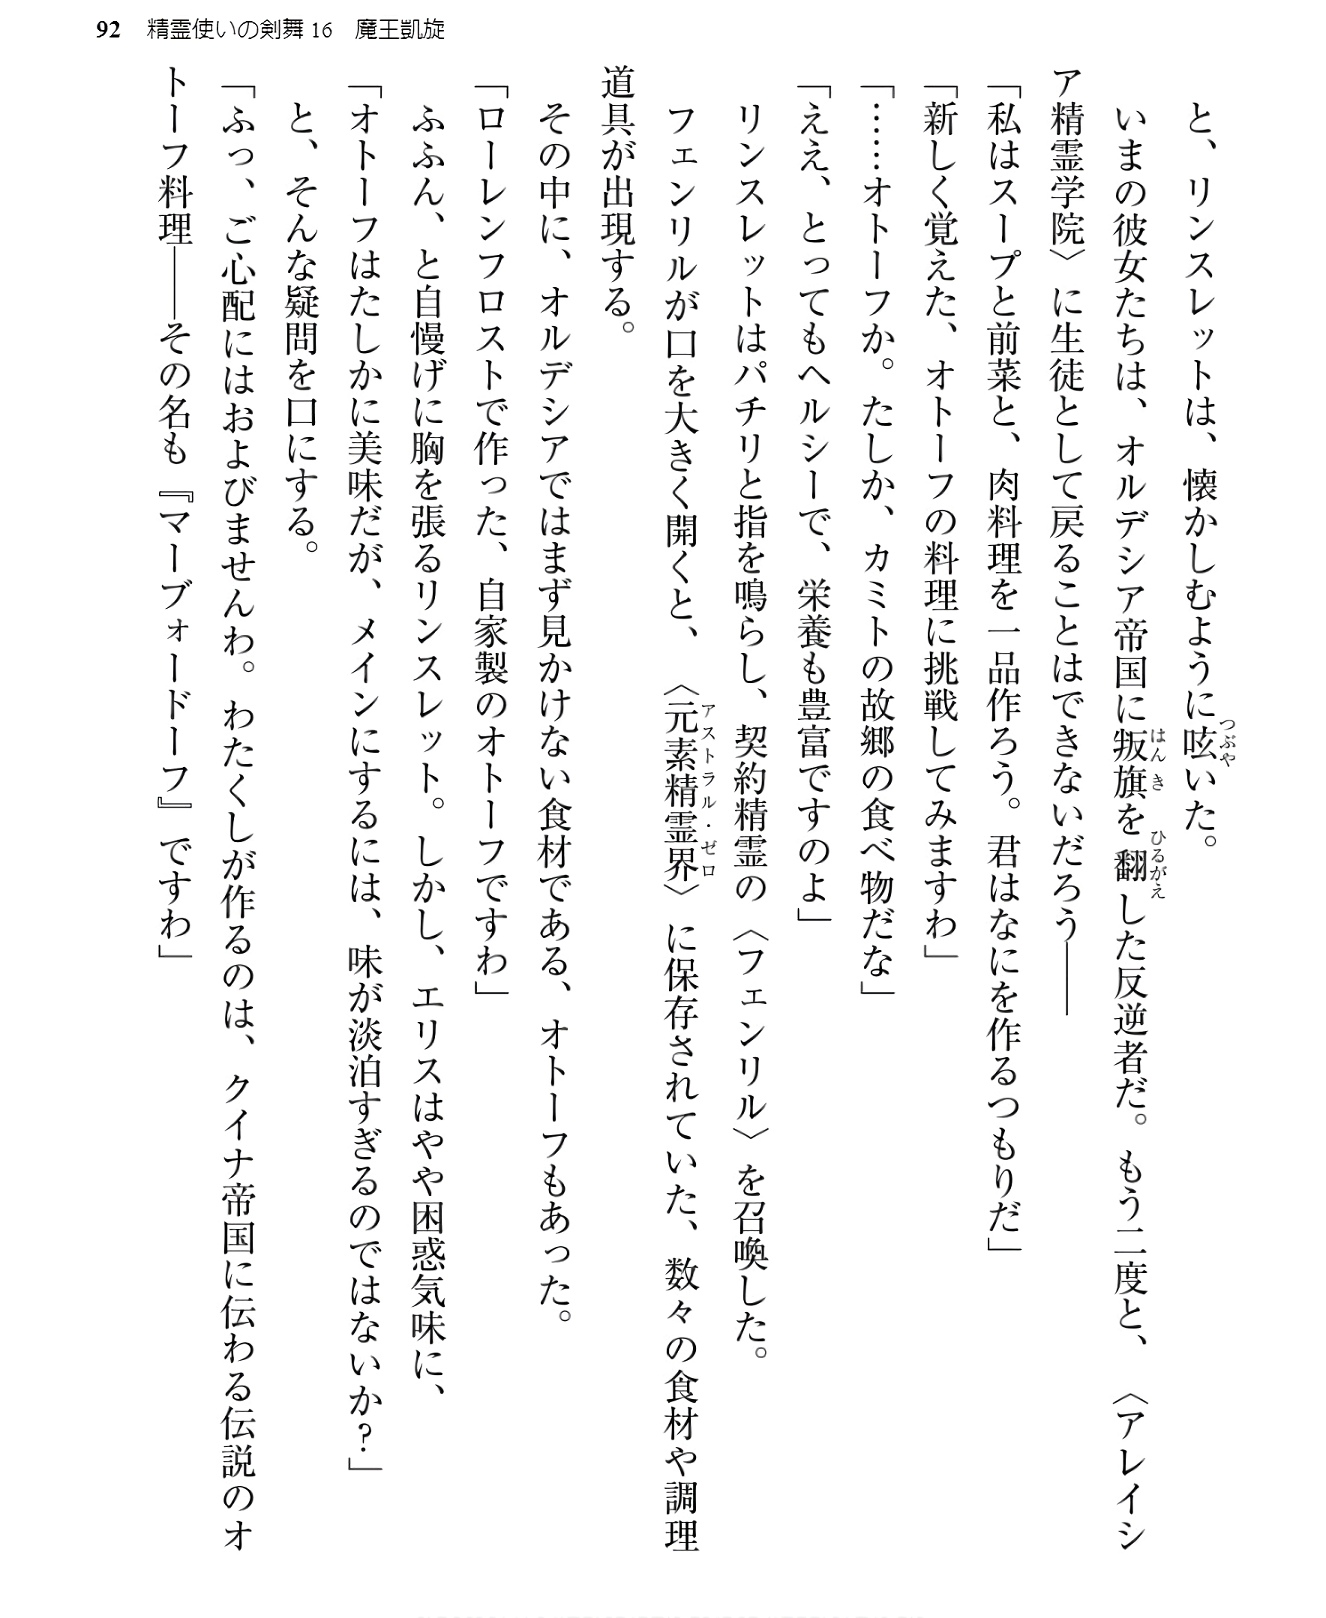 92　精霊使いの剣舞16　魔王凱旋
　と、リンスレットは、懐かしむように呟いた。
　いまの彼女たちは、オルデシア帝国に叛旗を翻した反逆者だ。もう二度と、〈アレイシ
ア精霊学院〉に生徒として戻ることはできないだろう――
「私はスープと前菜と、肉料理を一品作ろう。君はなにを作るつもりだ」
「新しく覚えた、オトーフの料理に挑戦してみますわ」
「……オトーフか。たしか、カミトの故郷の食べ物だな」
「ええ、とってもヘルシーで、栄養も豊富ですのよ」
　リンスレットはパチリと指を鳴らし、契約精霊の〈フェンリル〉を召喚した。
　フェンリルが口を大きく開くと、〈元素精霊界〉に保存されていた、数々の食材や調理
道具が出現する。
　その中に、オルデシアではまず見かけない食材である、オトーフもあった。
「ローレンフロストで作った、自家製のオトーフですわ」
　ふふん、と自慢げに胸を張るリンスレット。しかし、エリスはやや困惑気味に、
「オトーフはたしかに美味だが、メインにするには、味が淡泊すぎるのではないか？」
　と、そんな疑問を口にする。
「ふっ、ご心配にはおよびませんわ。わたくしが作るのは、クイナ帝国に伝わる伝説のオ
トーフ料理――その名も『マーブォードーフ』ですわ」